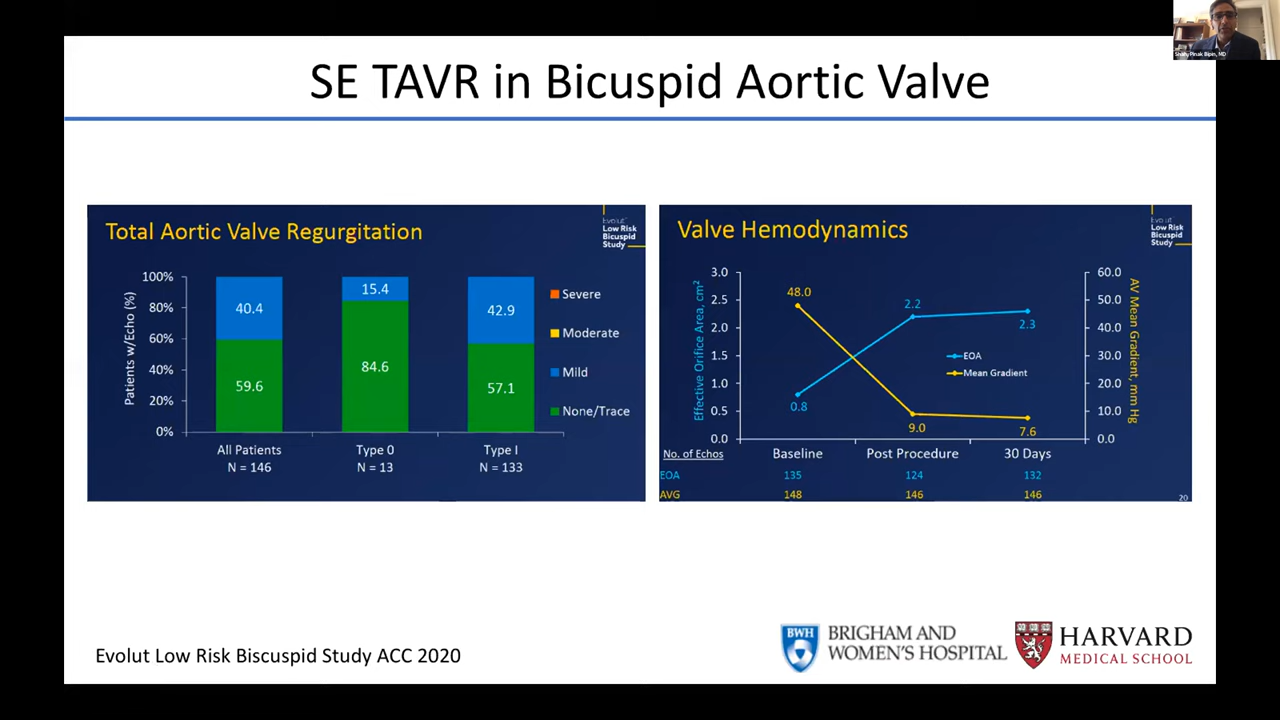 Shah, Pinak Bipin, MD
SE TAVR in Bicuspid Aortic Valve
Total Aortic Valve Regurgitation
Evolut™
Low Risk
Bicuspid
Study
Patients w/Echo (%)
100%
80%
60%
40%
20%
0%
40.4
59.6
15.4
84.6
42.9
57.1
Severe
Moderate
Mild
None/Trace
All Patients
N = 146
Type 0
N = 13
Type I
N = 133
Valve Hemodynamics
Evolut™
Low Risk
Bicuspid
Study
Effective Orifice Area, cm²
3.0
2.5
2.0
1.5
1.0
0.5
0.0
48.0
0.8
2.2
9.0
2.3
7.6
EOA
Mean Gradient
60.0
50.0
40.0
30.0
20.0
10.0
0.0
AV Mean Gradient, mm Hg
No. of Echos Baseline Post Procedure 30 Days
EOA 135 124 132
AVG 148 146 146
20
Evolut Low Risk Biscuspid Study ACC 2020
BWH
BRIGHAM AND
WOMEN'S HOSPITAL
HARVARD
MEDICAL SCHOOL